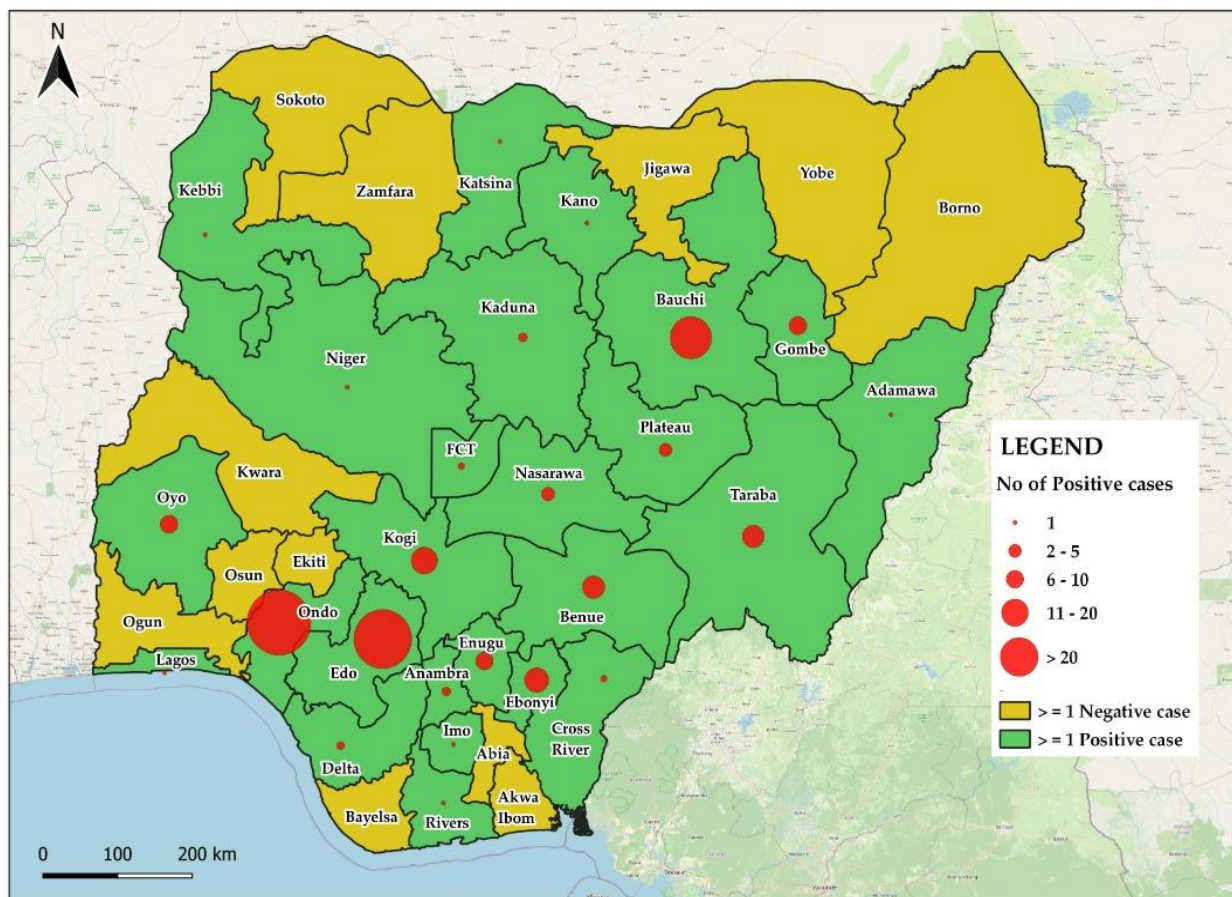 N
Sokoto
Kebbi
Zamfara
Katsina
Kano
Jigawa
Yobe
Borno
Kaduna
Bauchi
Gombe
Niger
Adamawa
Plateau
FCT
Nasarawa
Kwara
Taraba
Oyo
Kogi
Osun
Ekiti
Ondo
Benue
Ogun
Enugu
Lagos
Edo
Anambra
Ebonyi
Imo
Cross
River
Abia
Delta
Akwa
Ibom
Bayelsa
Rivers
LEGEND
No of Positive cases
1
2 - 5
6 - 10
11 - 20
> 20
> = 1 Negative case
> = 1 Positive case
0 100 200 km